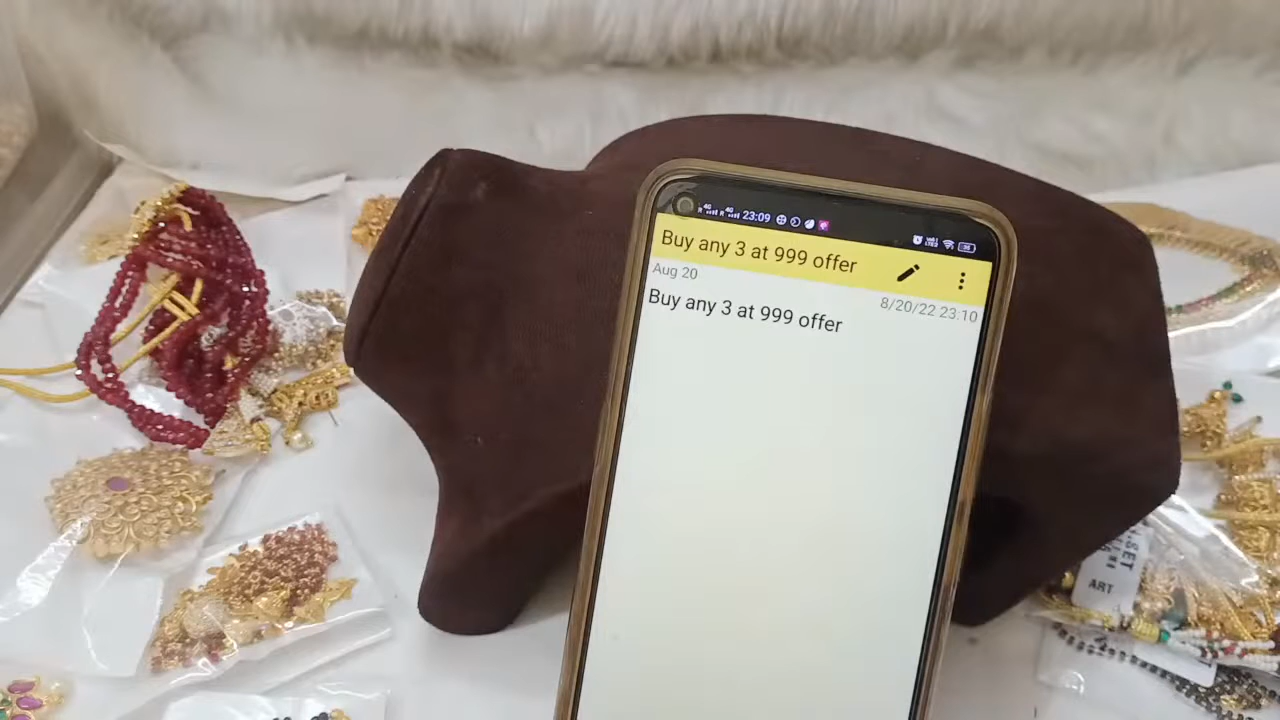 23:09
Buy any 3 at 999 offer
Aug 20
8/20/22 23:10
Buy any 3 at 999 offer
.SET
ART